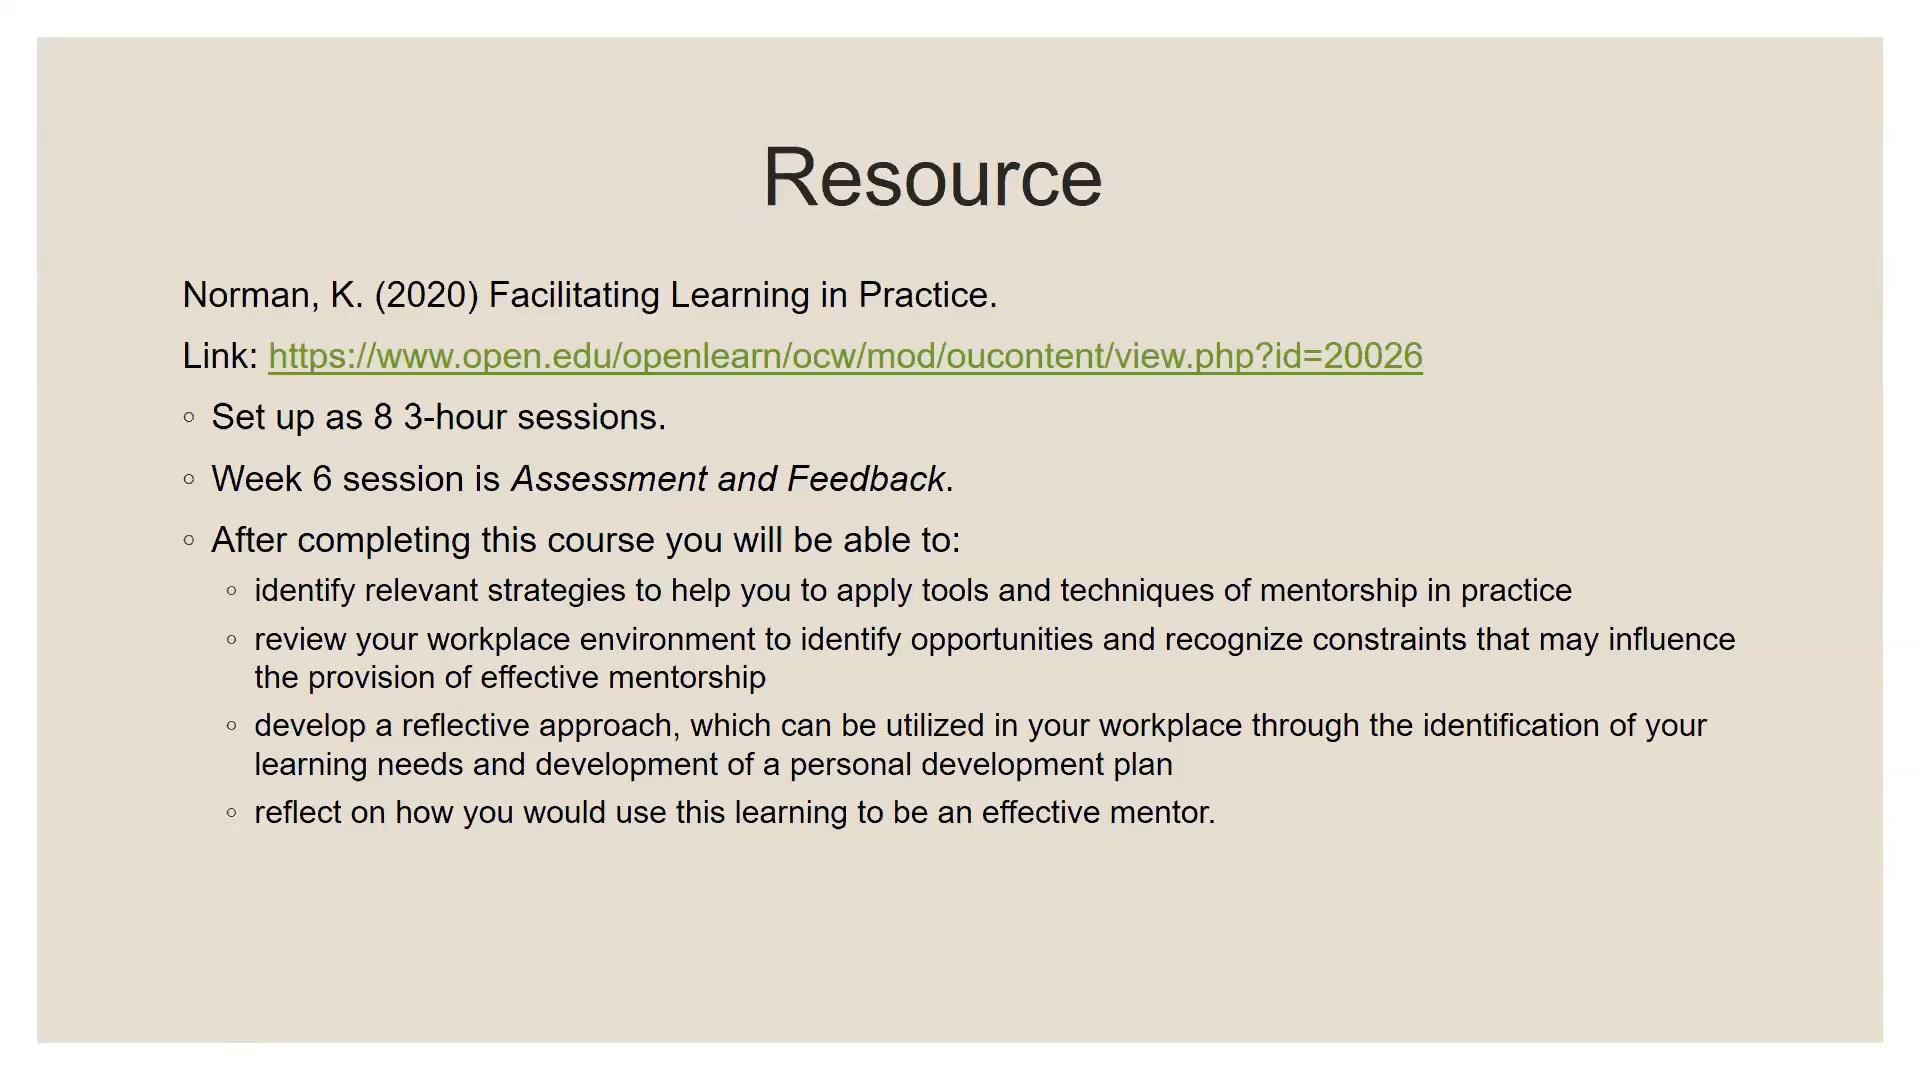 Resource
Norman, K. (2020) Facilitating Learning in Practice.
Link: https://www.open.edu/openlearn/ocw/mod/oucontent/view.php?id=20026
◦ Set up as 8 3-hour sessions.
◦ Week 6 session is Assessment and Feedback.
◦ After completing this course you will be able to:
◦ identify relevant strategies to help you to apply tools and techniques of mentorship in practice
◦ review your workplace environment to identify opportunities and recognize constraints that may influence
the provision of effective mentorship
◦ develop a reflective approach, which can be utilized in your workplace through the identification of your
learning needs and development of a personal development plan
◦ reflect on how you would use this learning to be an effective mentor.